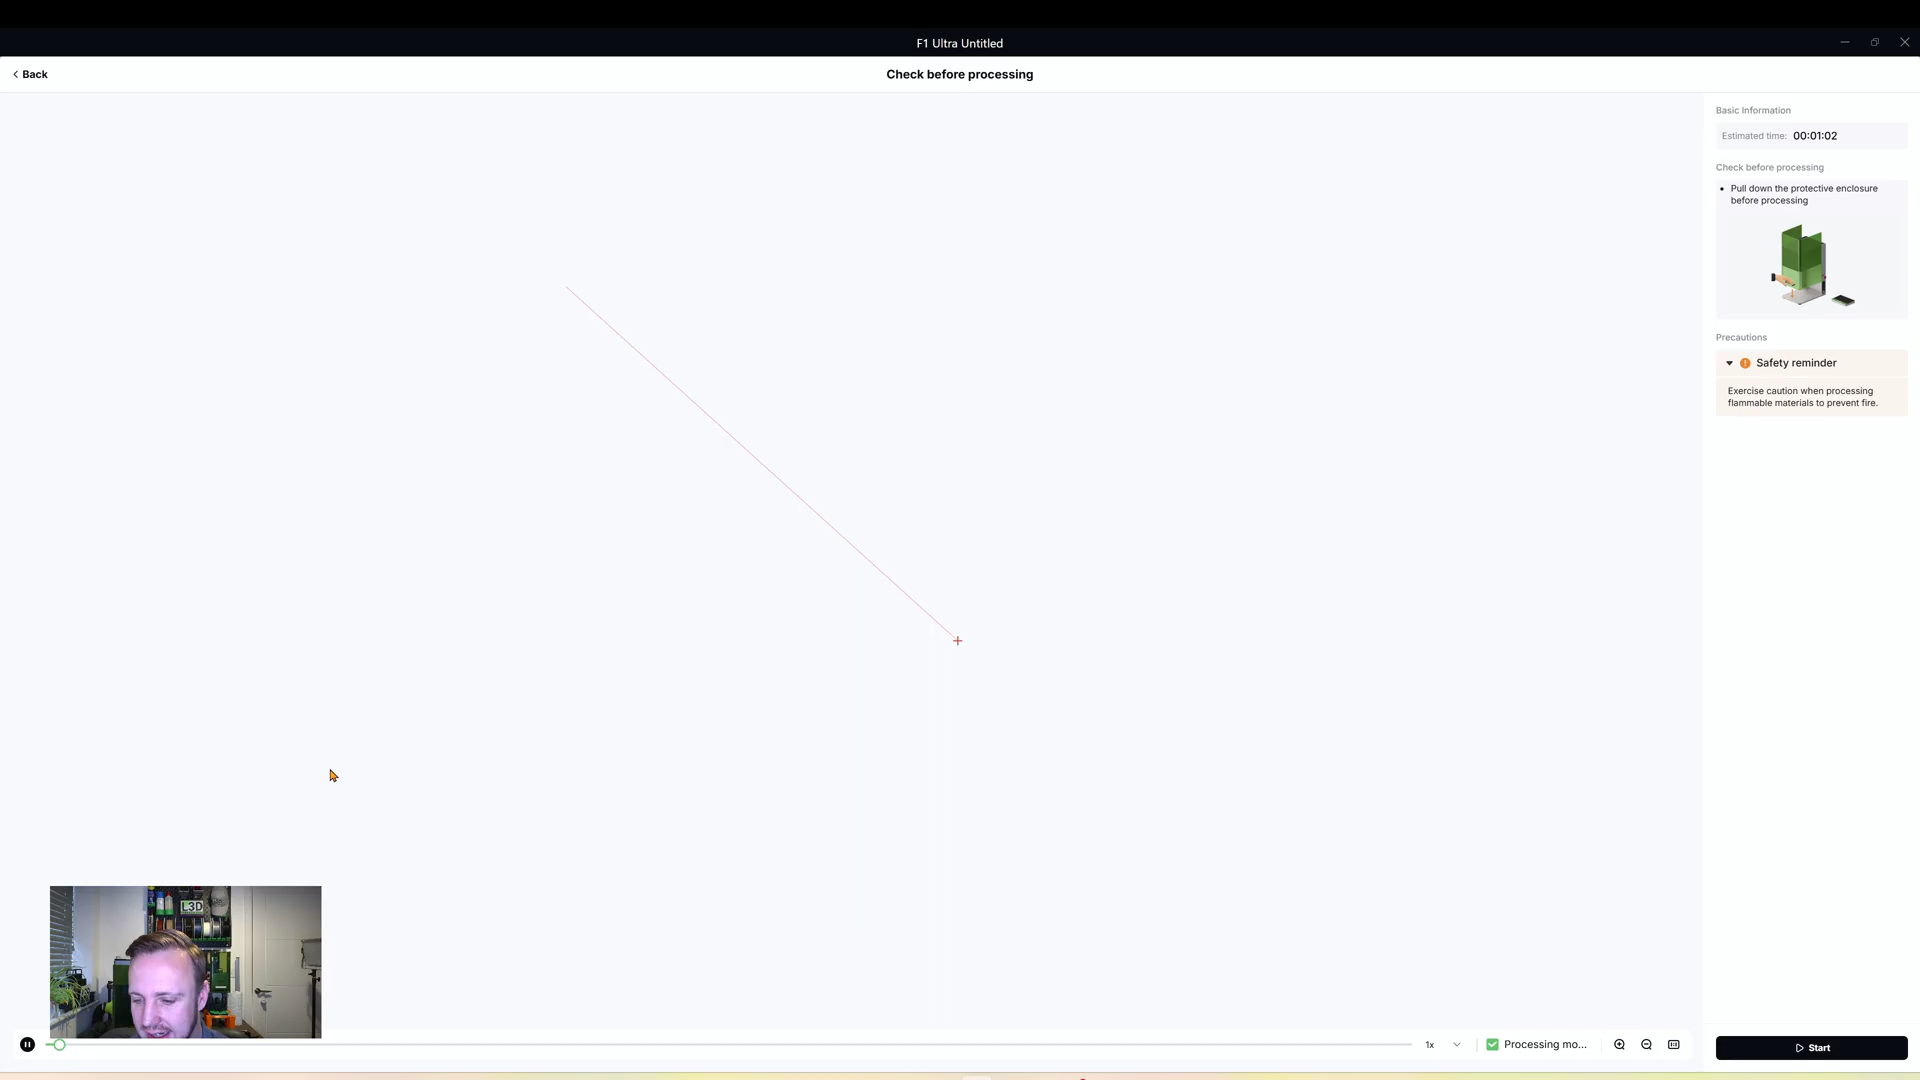 F1 Ultra Untitled
Back
Check before processing
Basic Information
Estimated time: 00:01:02
Check before processing
• Pull down the protective enclosure
before processing
Precautions
Safety reminder
Exercise caution when processing
flammable materials to prevent fire.
L3D
1x
Processing mo...
Start